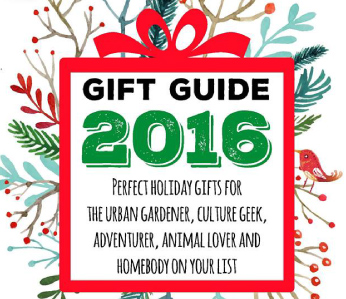 GIFT GUIDE
2016
PERFECT HOLIDAY GIFTS FOR
THE URBAN GARDENER, CULTURE GEEK,
ADVENTURER, ANIMAL LOVER AND
HOMEBODY ON YOUR LIST